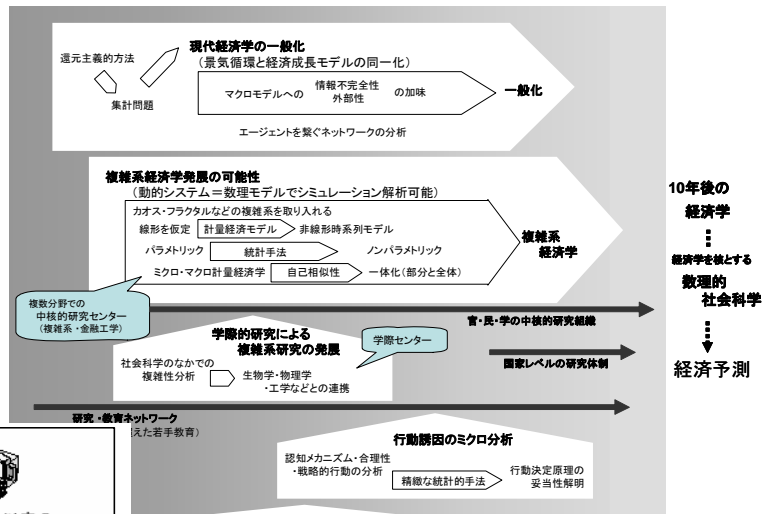 現代経済学の一般化
(景気循環と経済成長モデルの同一化)
還元主義的方法
集計問題
マクロモデルへの 情報不完全性 の加味
外部性
一般化
エージェントを繋ぐネットワークの分析
複雑系経済学発展の可能性
(動的システム=数理モデルでシミュレーション解析可能)
カオス・フラクタルなどの複雑系を取り入れる
線形を仮定 計量経済モデル 非線形時系列モデル
パラメトリック 統計手法 ノンパラメトリック
ミクロ・マクロ計量経済学 自己相似性 一体化(部分と全体)
複雑系
経済学
10年後の
経済学
経済学を核とする
数理的
社会科学
経済予測
複数分野での
中核的研究センター
(複雑系・金融工学)
官・民・学の中核的研究組織
学際的研究による
複雑系研究の発展
学際センター
社会科学のなかでの
複雑性分析
生物学・物理学
・工学などとの連携
国家レベルの研究体制
研究・教育ネットワーク
えた若手教育)
行動誘因のミクロ分析
認知メカニズム・合理性
・戦略的行動の分析
精緻な統計的手法
行動決定原理の
妥当性解明